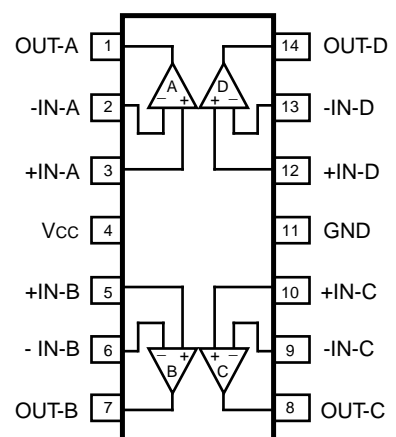 OUT-A 1 14 OUT-D
A D
-IN-A 2 − + + − 13 -IN-D
+IN-A 3 12 +IN-D
Vcc 4 11 GND
+IN-B 5 10 +IN-C
- IN-B 6 − + + − 9 -IN-C
B C
OUT-B 7 8 OUT-C